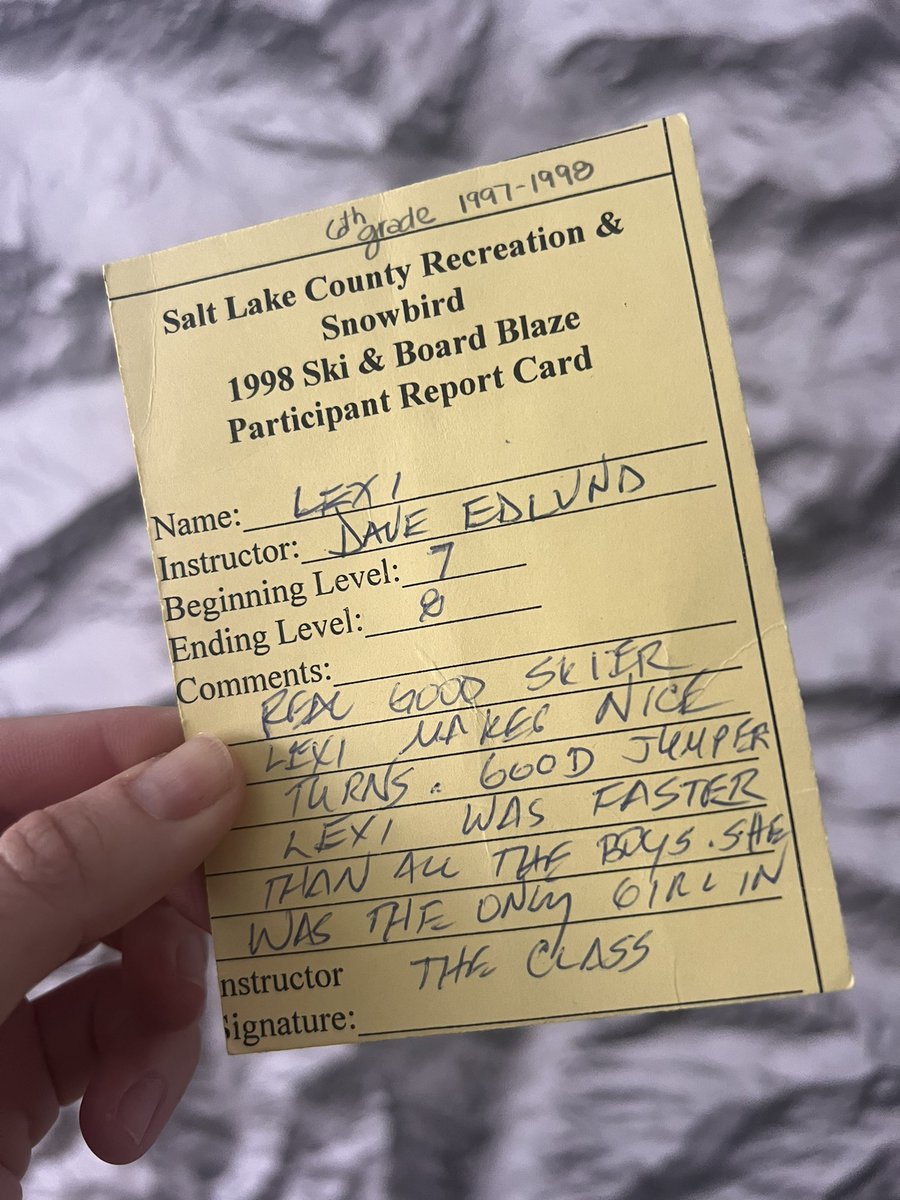 6th grade 1997-1998
Salt Lake County Recreation &
Snowbird
1998 Ski & Board Blaze
Participant Report Card
Name: LEXI
Instructor: DAVE EDLUND
Beginning Level: 7
Ending Level: 8
Comments:
REAL GOOD SKIER
LEXI MAKES NICE
TURNS. GOOD JUMPER
LEXI WAS FASTER
THAN ALL THE BOYS. SHE
WAS THE ONLY GIRL IN
THE CLASS
nstructor
Signature: